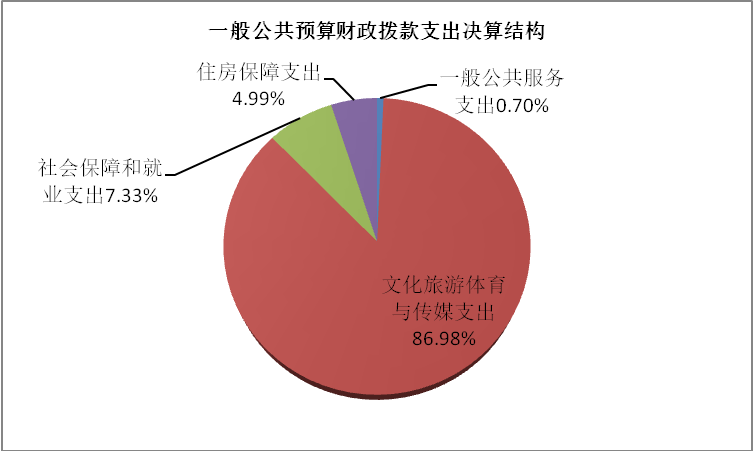 一般公共预算财政拨款支出决算结构
住房保障支出
4.99%
一般公共服务
支出0.70%
社会保障和就
业支出7.33%
文化旅游体育
与传媒支出
86.98%